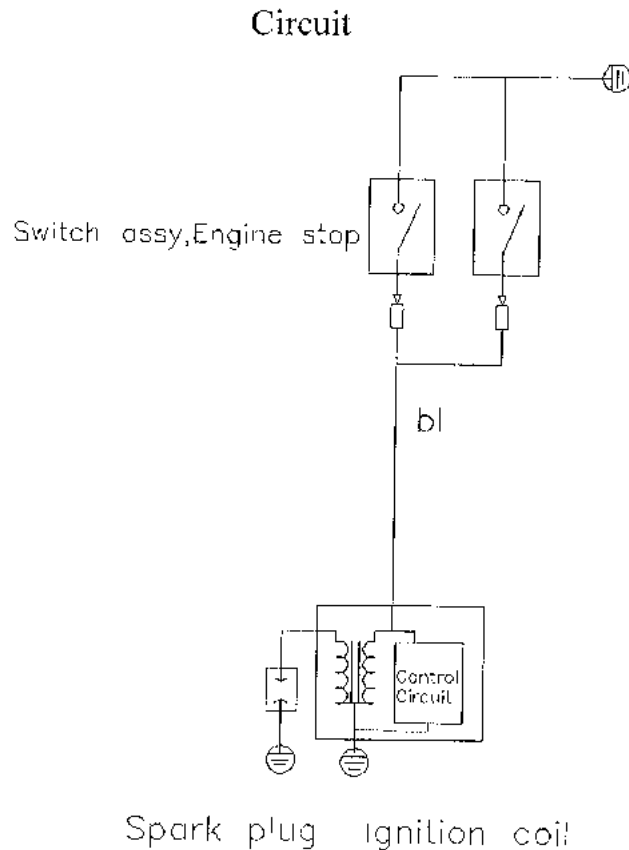 Circuit
Switch assy,Engine stop
bl
Control
Circuit
Spark plug ignition coil